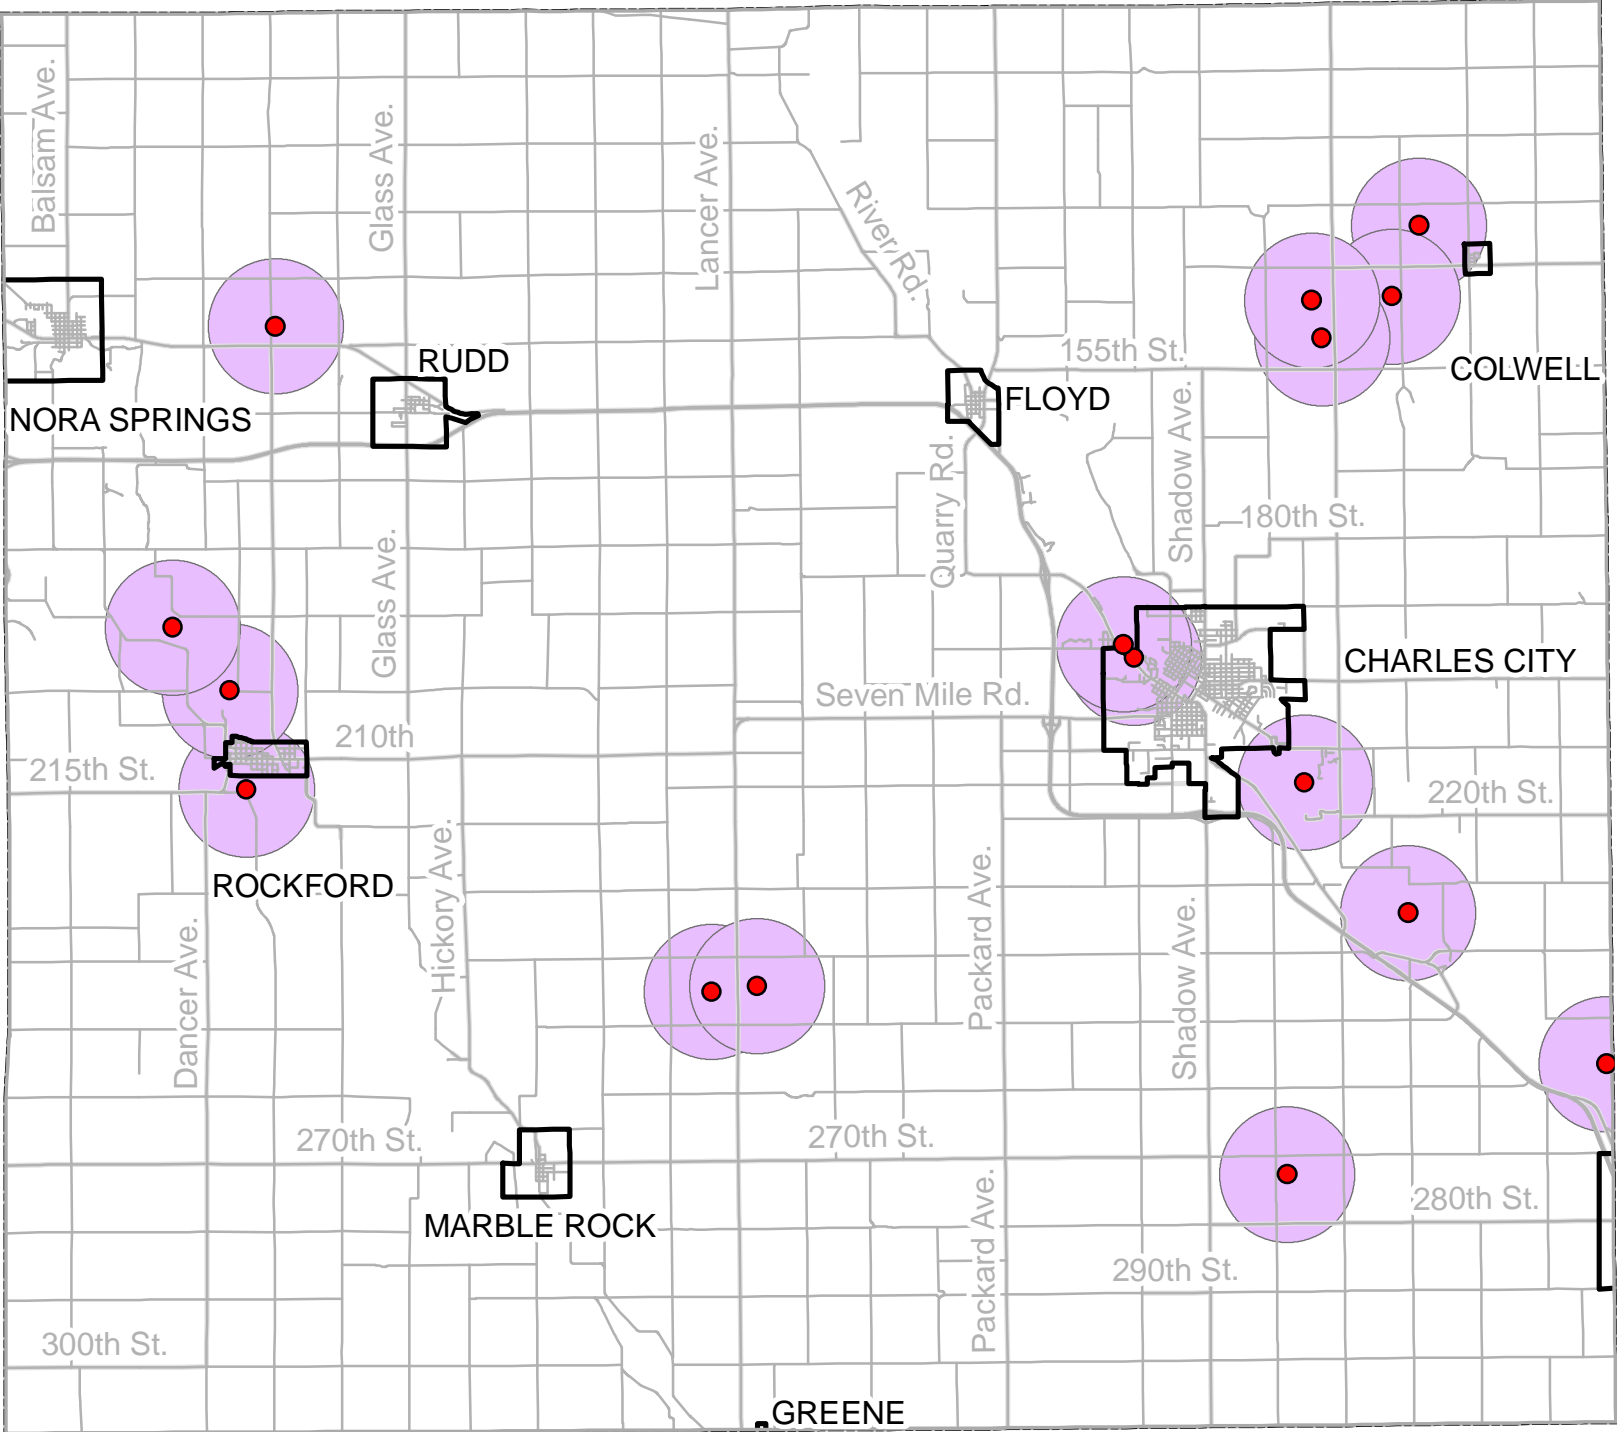 Balsam Ave.
Glass Ave.
Lancer Ave.
River Rd.
155th St.
RUDD
COLWELL
FLOYD
NORA SPRINGS
Shadow Ave.
Quarry Rd.
180th St.
Glass Ave.
CHARLES CITY
Seven Mile Rd.
210th
215th St.
220th St.
ROCKFORD
Hickory Ave.
Packard Ave.
Shadow Ave.
Dancer Ave.
270th St.
270th St.
280th St.
MARBLE ROCK
Packard Ave.
290th St.
300th St.
GREENE